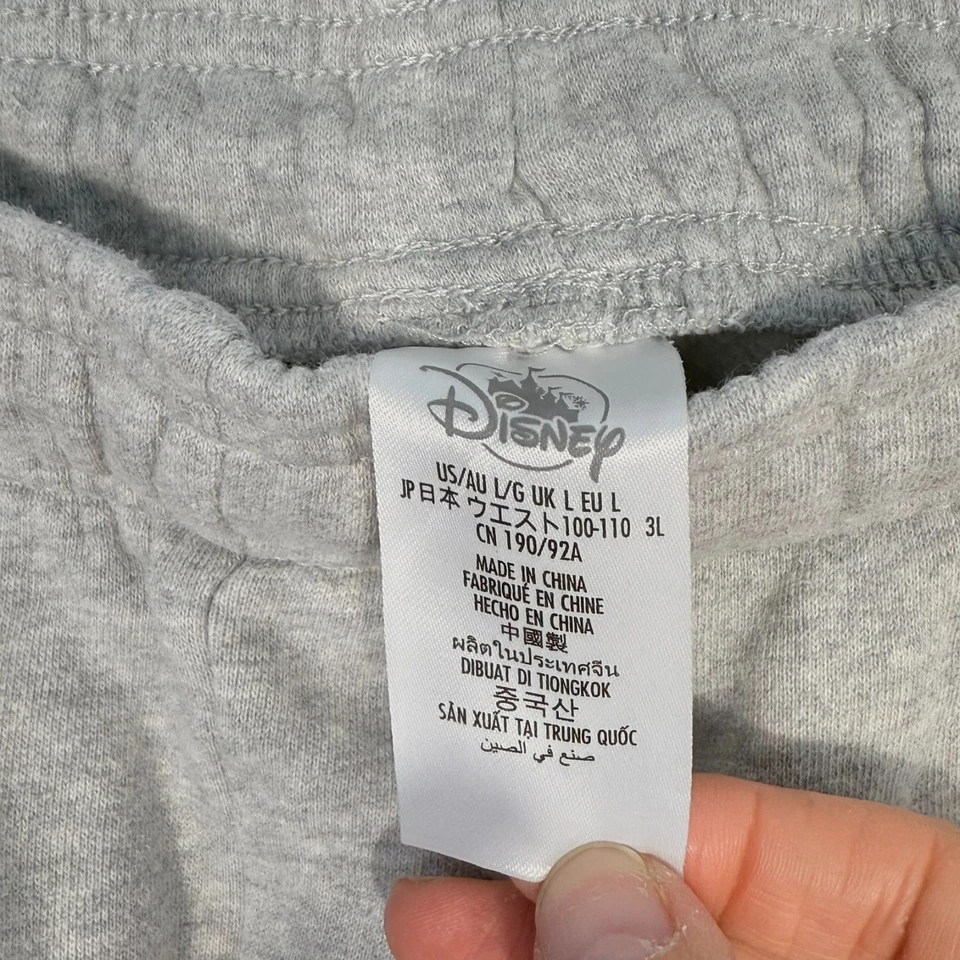 Disney
US/AU L/G UK L EU L
JP日本 ウエスト100-110 3L
CN 190/92A
MADE IN CHINA
FABRIQUÉ EN CHINE
HECHO EN CHINA
中國製
ผลิตในประเทศจีน
DIBUAT DI TIONGKOK
중국산
SẢN XUẤT TẠI TRUNG QUỐC
صنع في الصين